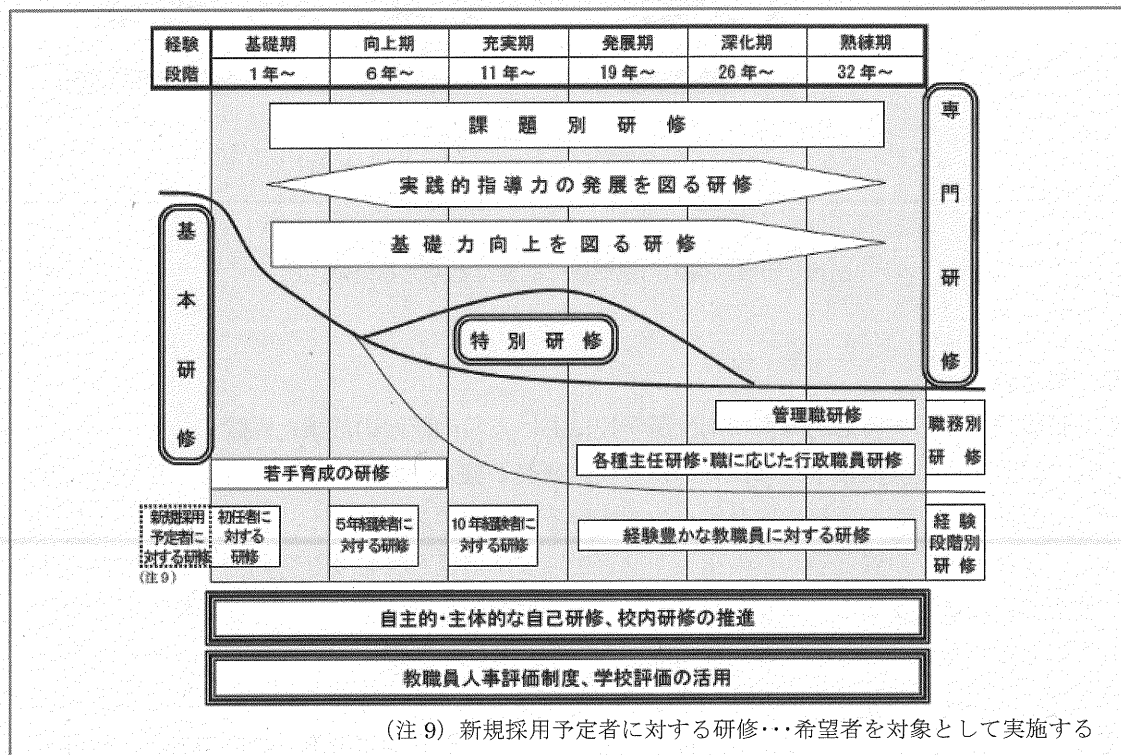 経験 基礎期 向上期 充実期 発展期 深化期 熟練期
段階 1年～ 6年～ 11年～ 19年～ 26年～ 32年～
課題別研修
実践的指導力の発展を図る研修
基礎力向上を図る研修
専門研修
基本研修
特別研修
管理職研修
職務別
研修
各種主任研修・職に応じた行政職員研修
若手育成の研修
新規採用
予定者に
対する研修
(注9)
初任者に
対する
研修
5年経験者に
対する研修
10年経験者に
対する研修
経験豊かな教職員に対する研修
経験
段階別
研修
自主的・主体的な自己研修、校内研修の推進
教職員人事評価制度、学校評価の活用
(注9) 新規採用予定者に対する研修･･･希望者を対象として実施する